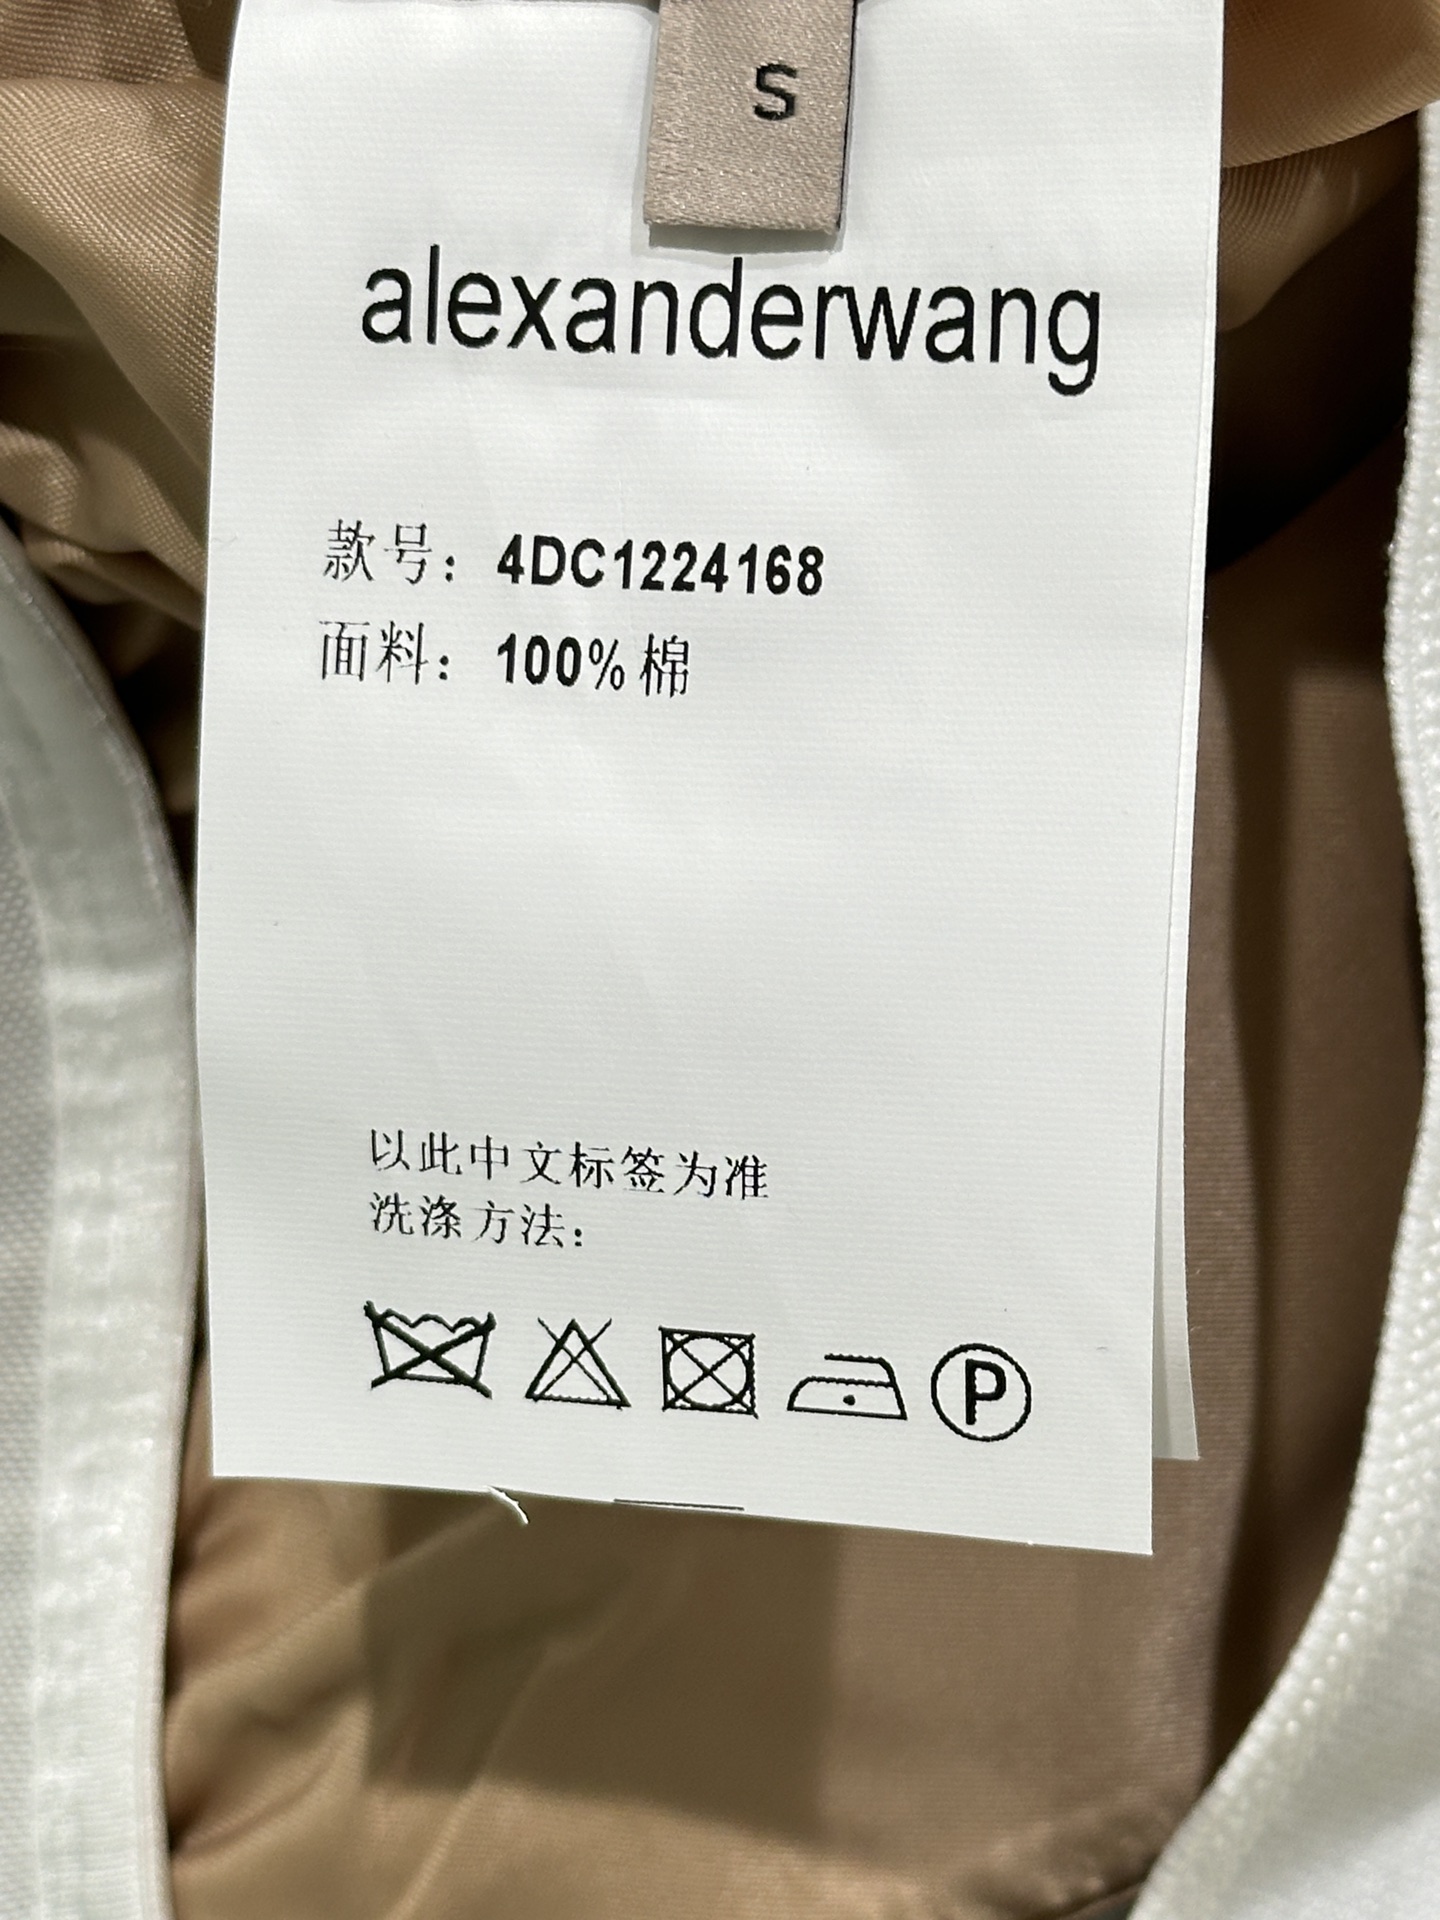 S
alexanderwang
款号：4DC1224168
面料：100%棉
以此中文标签为准
洗涤方法：
P